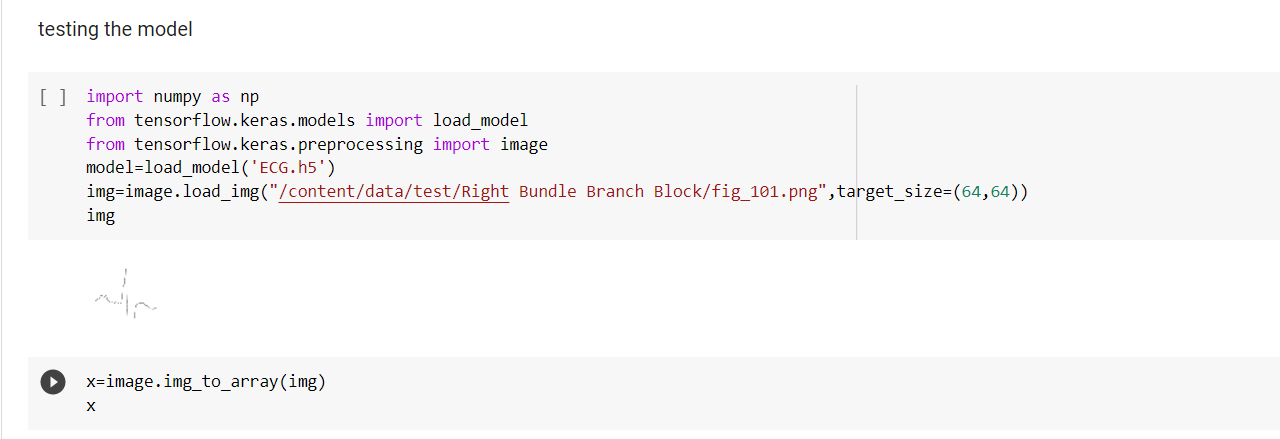 testing the model
[ ] import numpy as np
from tensorflow.keras.models import load_model
from tensorflow.keras.preprocessing import image
model=load_model('ECG.h5')
img=image.load_img("/content/data/test/Right Bundle Branch Block/fig_101.png",target_size=(64,64))
img
x=image.img_to_array(img)
x